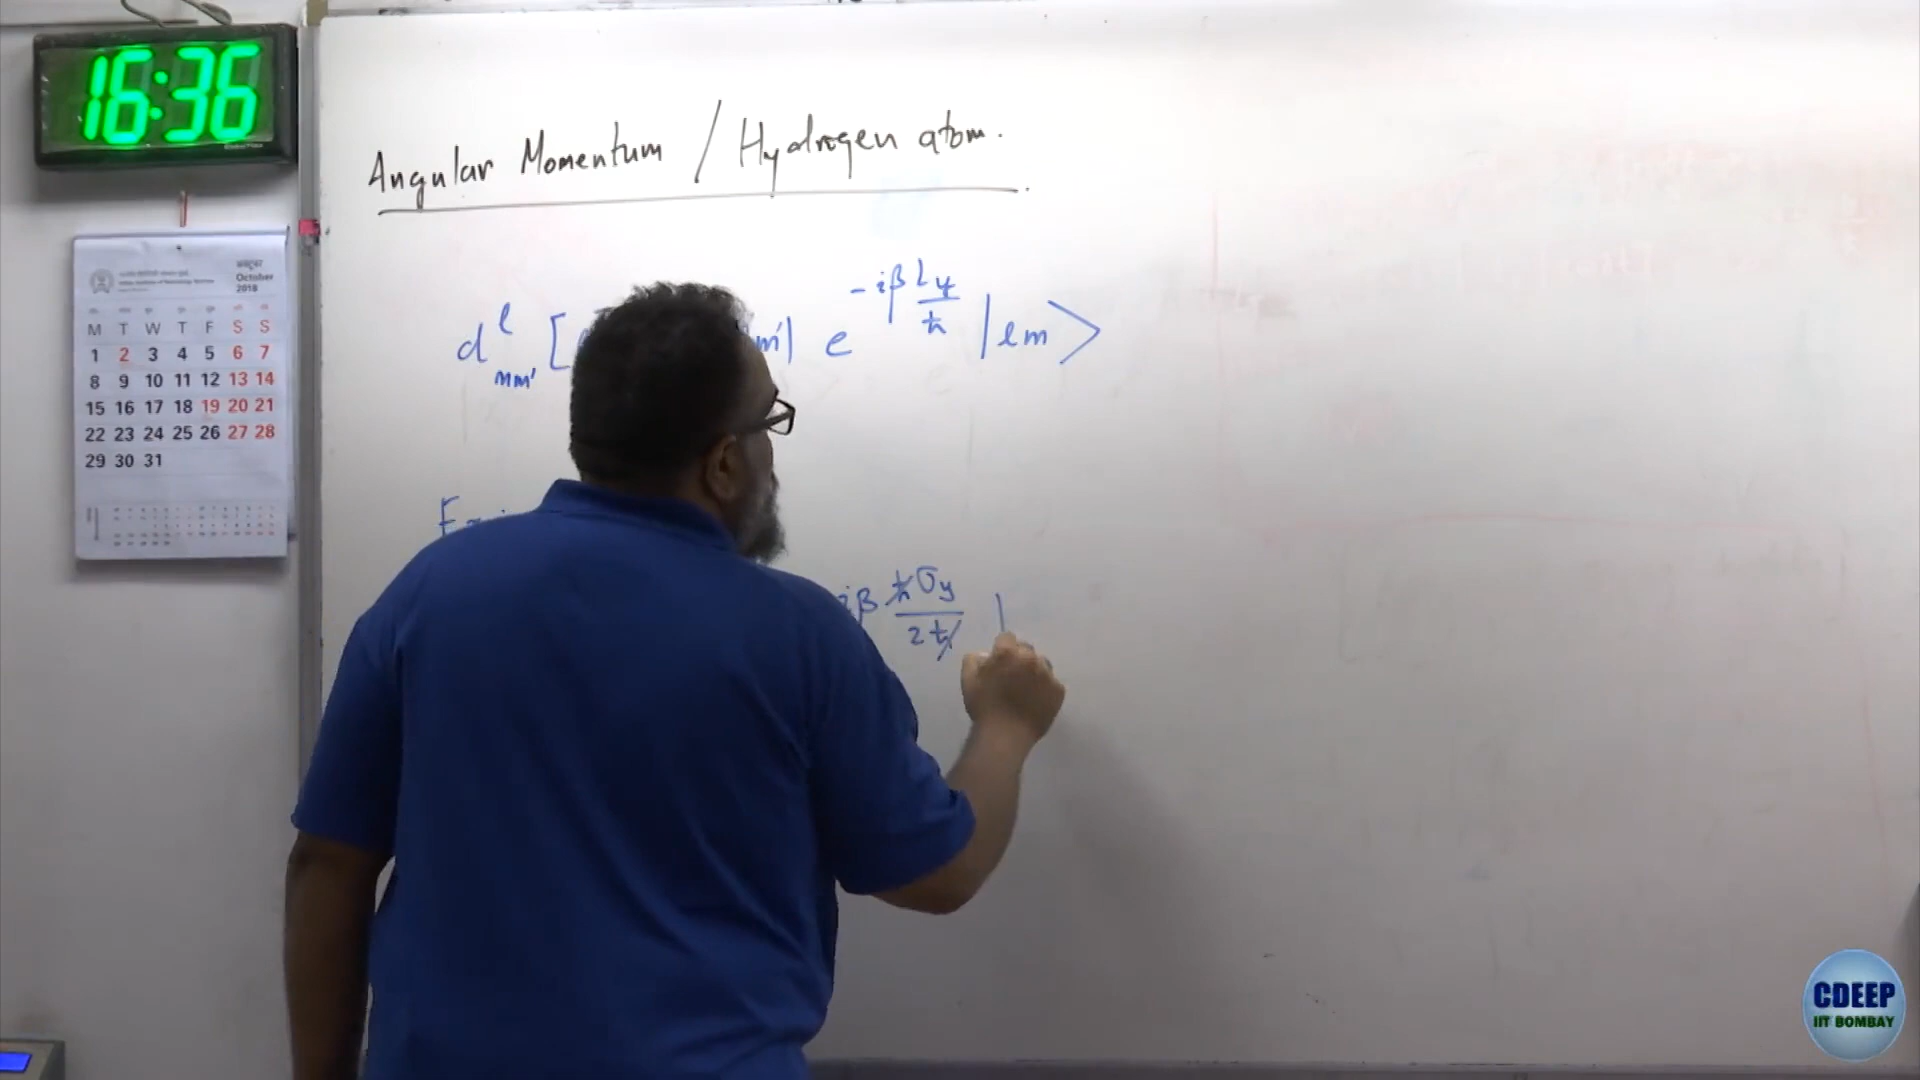 16:36
Angular Momentum / Hydrogen atom.
October
2018
M T W T F S S
1 2 3 4 5 6 7
8 9 10 11 12 13 14
15 16 17 18 19 20 21
22 23 24 25 26 27 28
29 30 31
d^l_{mm'} [ m'| e^{-iβ L_y/ħ} |lm>
iβ ħσ_y / 2ħ |
CDEEP
IIT BOMBAY